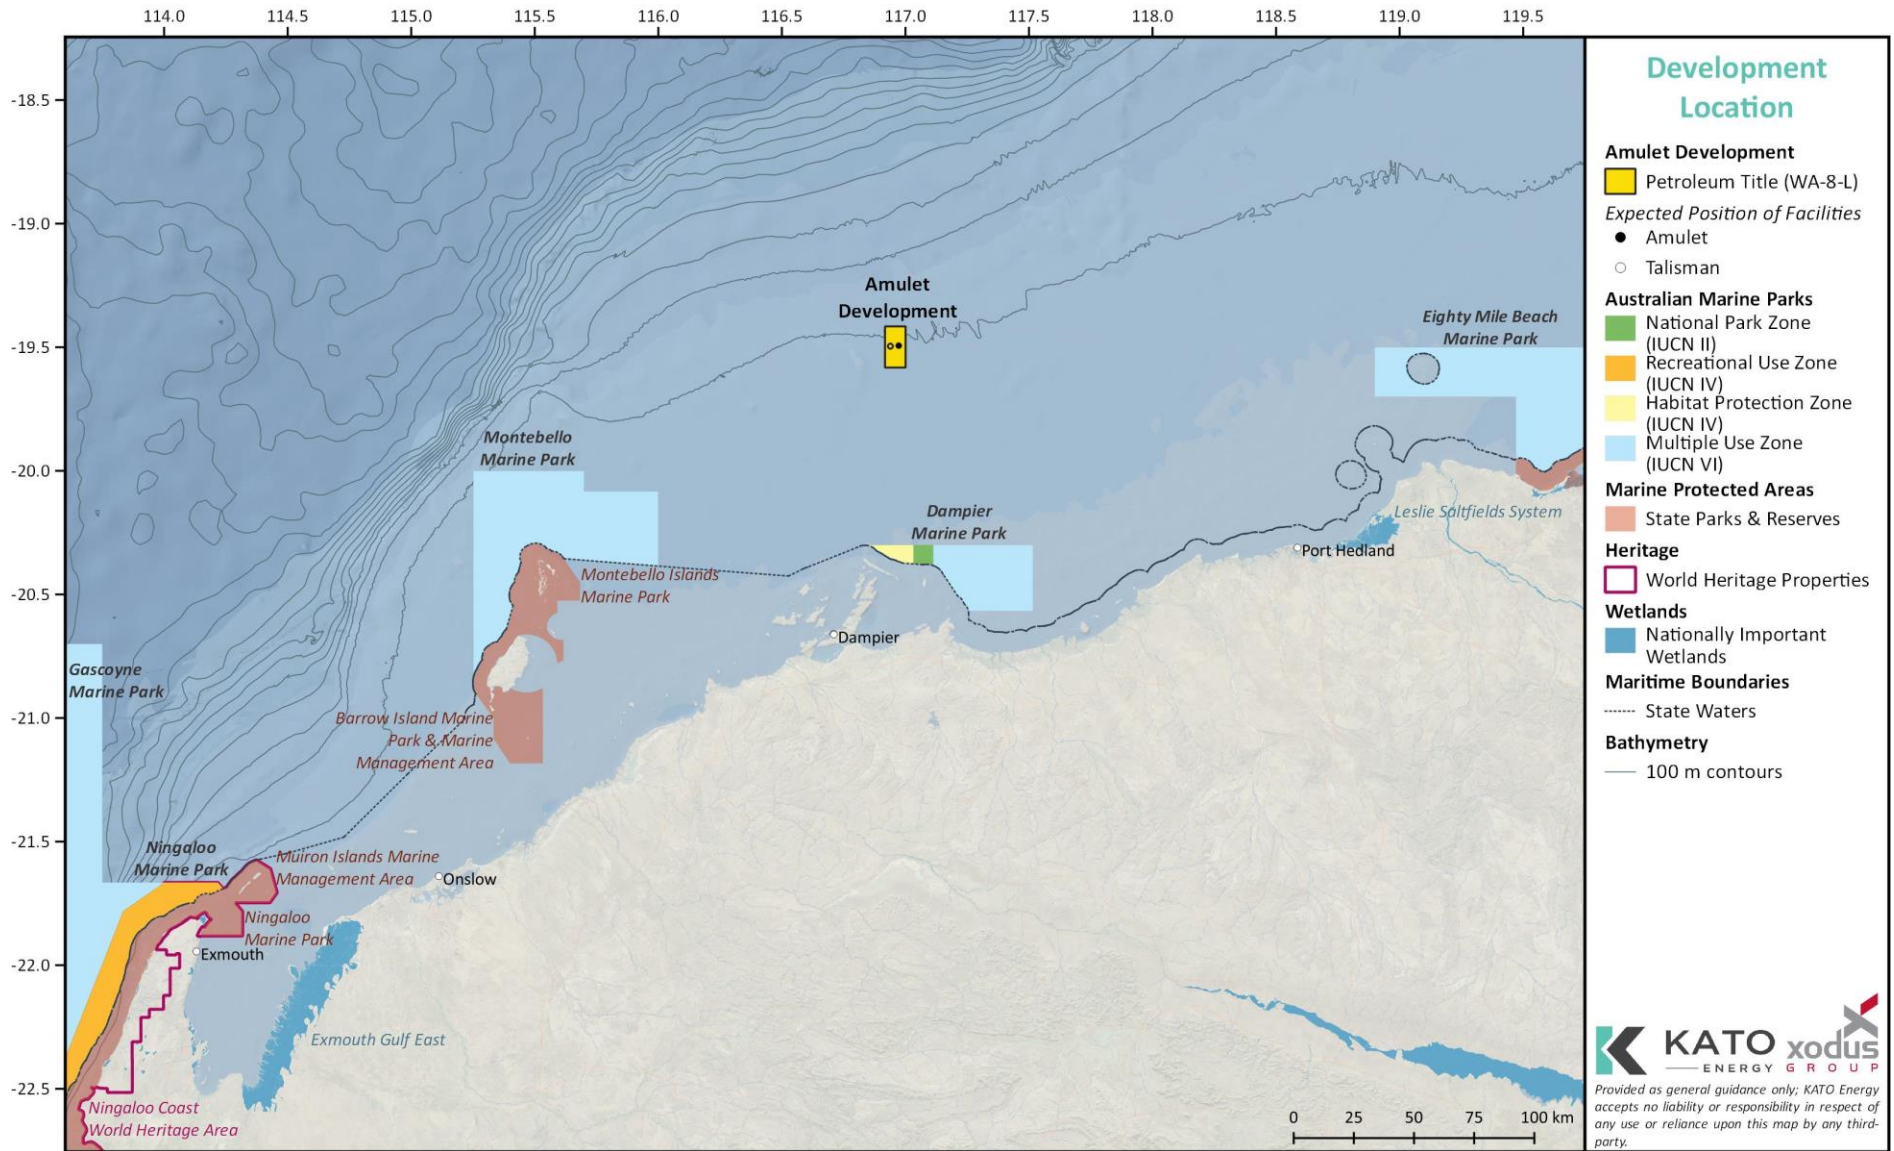 114.0 114.5 115.0 115.5 116.0 116.5 117.0 117.5 118.0 118.5 119.0 119.5
-18.5
-19.0
-19.5
-20.0
-20.5
-21.0
-21.5
-22.0
-22.5
Amulet
Development
Eighty Mile Beach
Marine Park
Montebello
Marine Park
Dampier
Marine Park
Leslie Saltfields System
Port Hedland
Montebello Islands
Marine Park
Dampier
Gascoyne
Marine Park
Barrow Island Marine
Park & Marine
Management Area
Ningaloo
Marine Park
Muiron Islands Marine
Management Area
Onslow
Ningaloo
Marine Park
Exmouth
Exmouth Gulf East
Ningaloo Coast
World Heritage Area
0 25 50 75 100 km
Development
Location
Amulet Development
Petroleum Title (WA-8-L)
Expected Position of Facilities
Amulet
Talisman
Australian Marine Parks
National Park Zone
(IUCN II)
Recreational Use Zone
(IUCN IV)
Habitat Protection Zone
(IUCN IV)
Multiple Use Zone
(IUCN VI)
Marine Protected Areas
State Parks & Reserves
Heritage
World Heritage Properties
Wetlands
Nationally Important
Wetlands
Maritime Boundaries
State Waters
Bathymetry
100 m contours
KATO
ENERGY
xodus
GROUP
Provided as general guidance only; KATO Energy
accepts no liability or responsibility in respect of
any use or reliance upon this map by any third-
party.